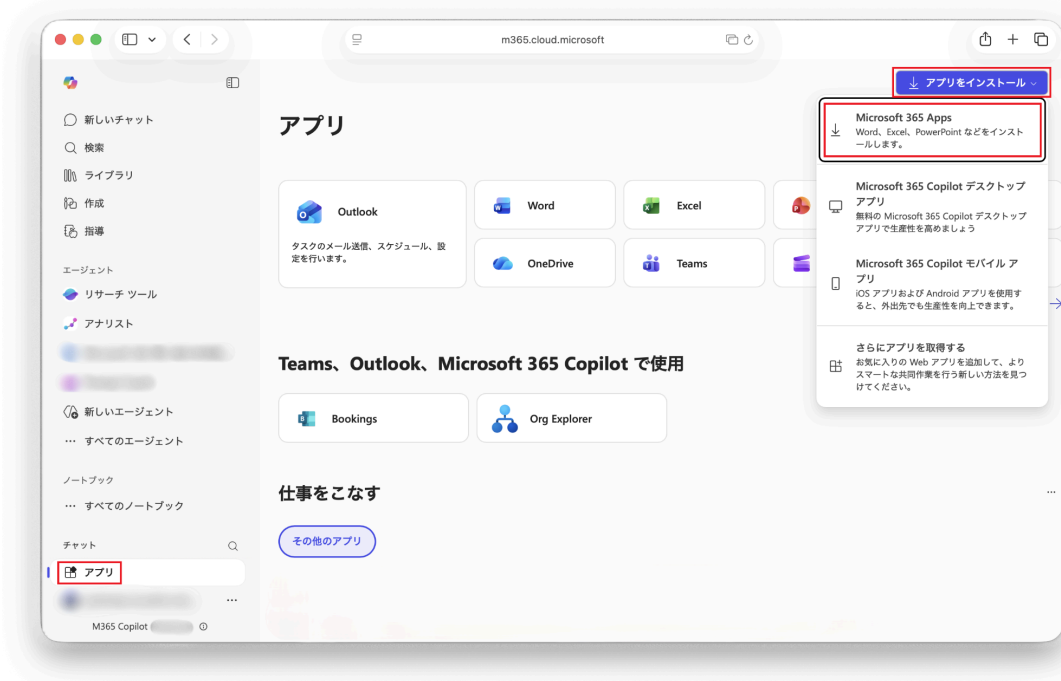 m365.cloud.microsoft
アプリをインストール
新しいチャット
検索
ライブラリ
作成
指導
エージェント
リサーチ ツール
アナリスト
新しいエージェント
すべてのエージェント
ノートブック
すべてのノートブック
チャット
アプリ
M365 Copilot
アプリ
Outlook
タスクのメール送信、スケジュール、設
定を行います。
Word
Excel
OneDrive
Teams
Microsoft 365 Apps
Word、Excel、PowerPoint などをインスト
ールします。
Microsoft 365 Copilot デスクトップ
アプリ
無料の Microsoft 365 Copilot デスクトップ
アプリで生産性を高めましょう
Microsoft 365 Copilot モバイル ア
プリ
iOS アプリおよび Android アプリを使用す
ると、外出先でも生産性を向上できます。
さらにアプリを取得する
お気に入りの Web アプリを追加して、より
スマートな共同作業を行う新しい方法を見つ
けてください。
Teams、Outlook、Microsoft 365 Copilot で使用
Bookings
Org Explorer
仕事をこなす
その他のアプリ